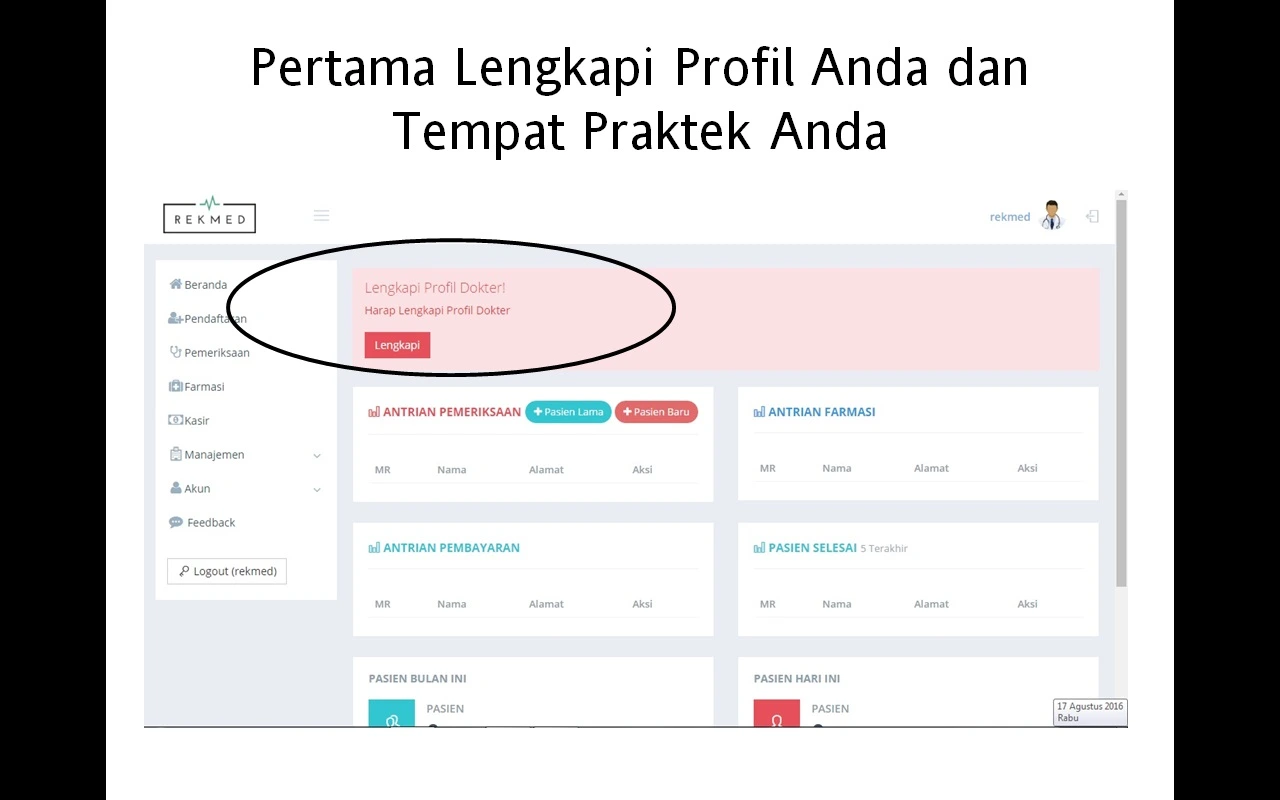 Pertama Lengkapi Profil Anda dan
Tempat Praktek Anda
REKMED
rekmed
Beranda
Pendaftaran
Pemeriksaan
Farmasi
Kasir
Manajemen
Akun
Feedback
Logout (rekmed)
Lengkapi Profil Dokter!
Harap Lengkapi Profil Dokter
Lengkapi
ANTRIAN PEMERIKSAAN Pasien Lama Pasien Baru
MR Nama Alamat Aksi
ANTRIAN FARMASI
MR Nama Alamat Aksi
ANTRIAN PEMBAYARAN
MR Nama Alamat Aksi
PASIEN SELESAI 5 Terakhir
MR Nama Alamat Aksi
PASIEN BULAN INI
PASIEN
PASIEN HARI INI
PASIEN
17 Agustus 2016
Rabu